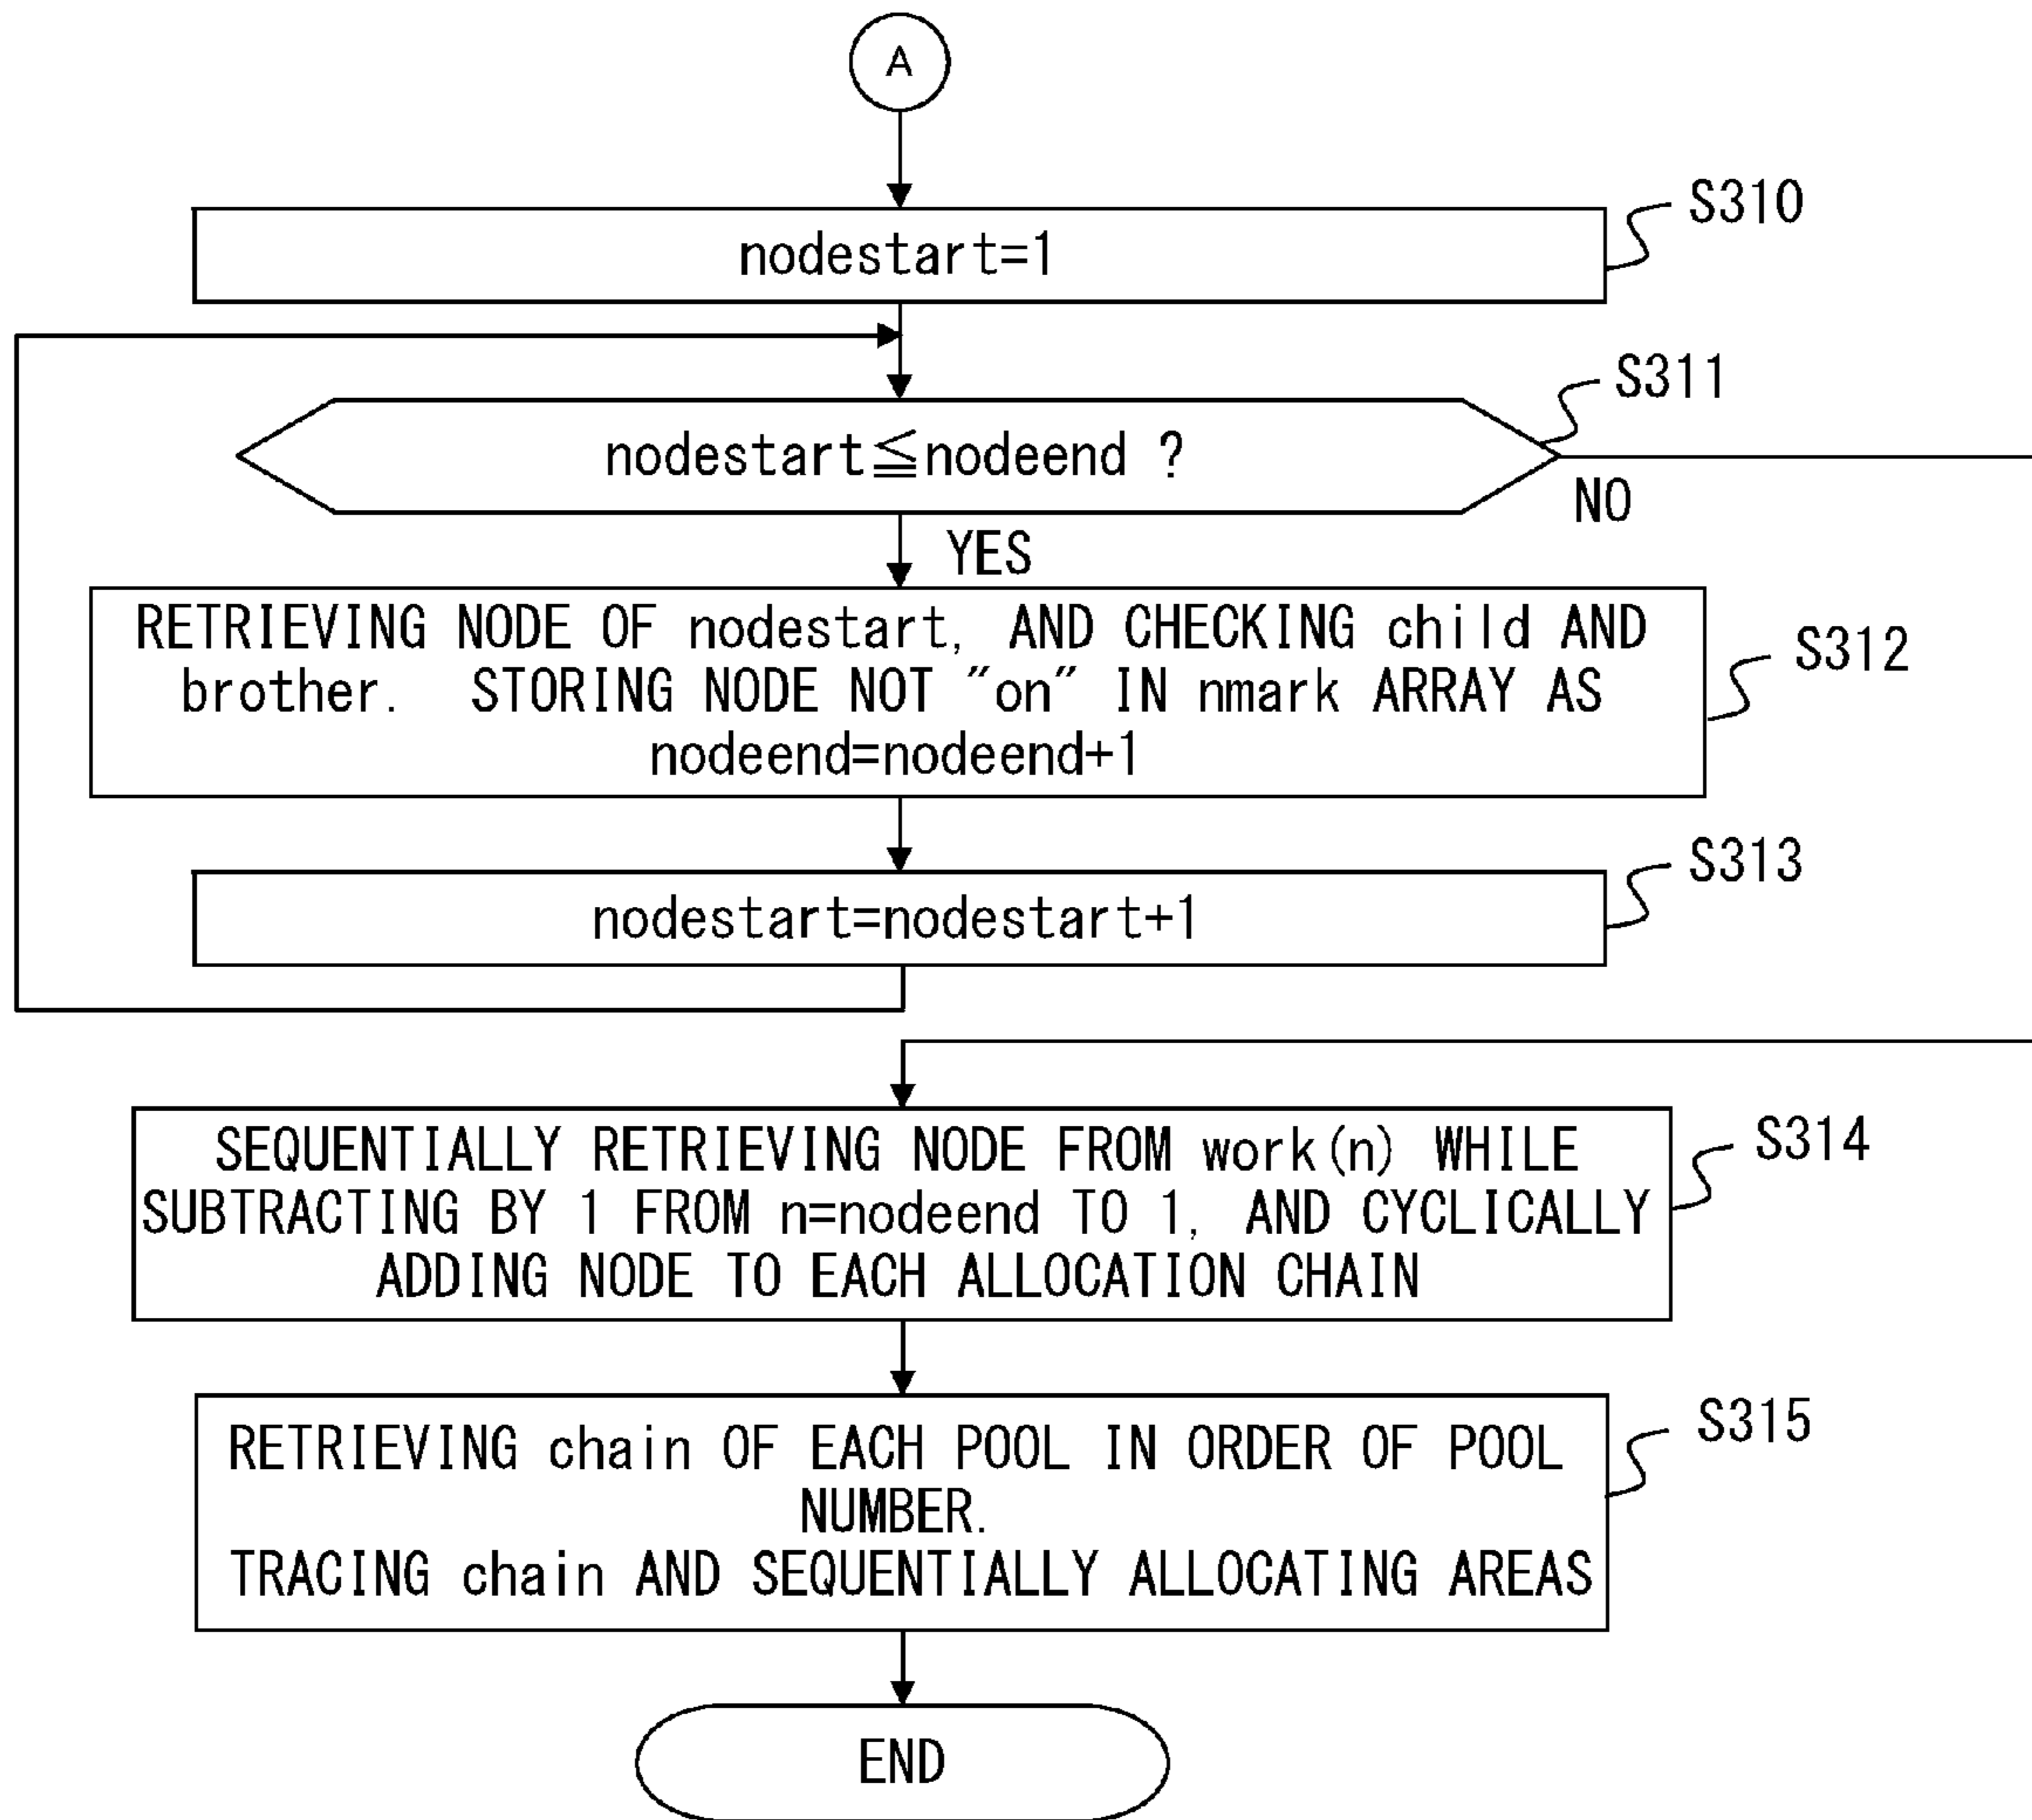 A
S310
nodestart=1
S311
nodestart≦nodeend ?
NO
YES
RETRIEVING NODE OF nodestart, AND CHECKING child AND
brother. STORING NODE NOT "on" IN nmark ARRAY AS
nodeend=nodeend+1
S312
S313
nodestart=nodestart+1
SEQUENTIALLY RETRIEVING NODE FROM work(n) WHILE
SUBTRACTING BY 1 FROM n=nodeend TO 1, AND CYCLICALLY
ADDING NODE TO EACH ALLOCATION CHAIN
S314
RETRIEVING chain OF EACH POOL IN ORDER OF POOL
NUMBER.
TRACING chain AND SEQUENTIALLY ALLOCATING AREAS
S315
END